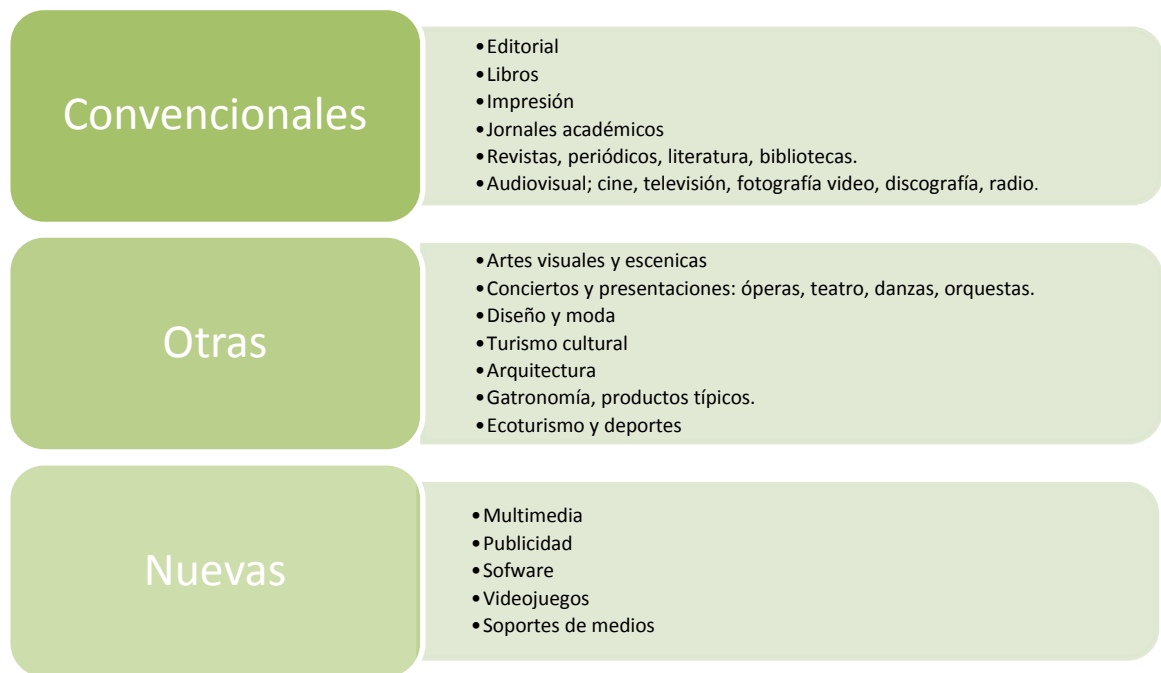 Convencionales
•Editorial
•Libros
•Impresión
•Jornales académicos
•Revistas, periódicos, literatura, bibliotecas.
•Audiovisual; cine, televisión, fotografía video, discografía, radio.
Otras
•Artes visuales y escenicas
•Conciertos y presentaciones: óperas, teatro, danzas, orquestas.
•Diseño y moda
•Turismo cultural
•Arquitectura
•Gatronomía, productos típicos.
•Ecoturismo y deportes
Nuevas
•Multimedia
•Publicidad
•Sofware
•Videojuegos
•Soportes de medios